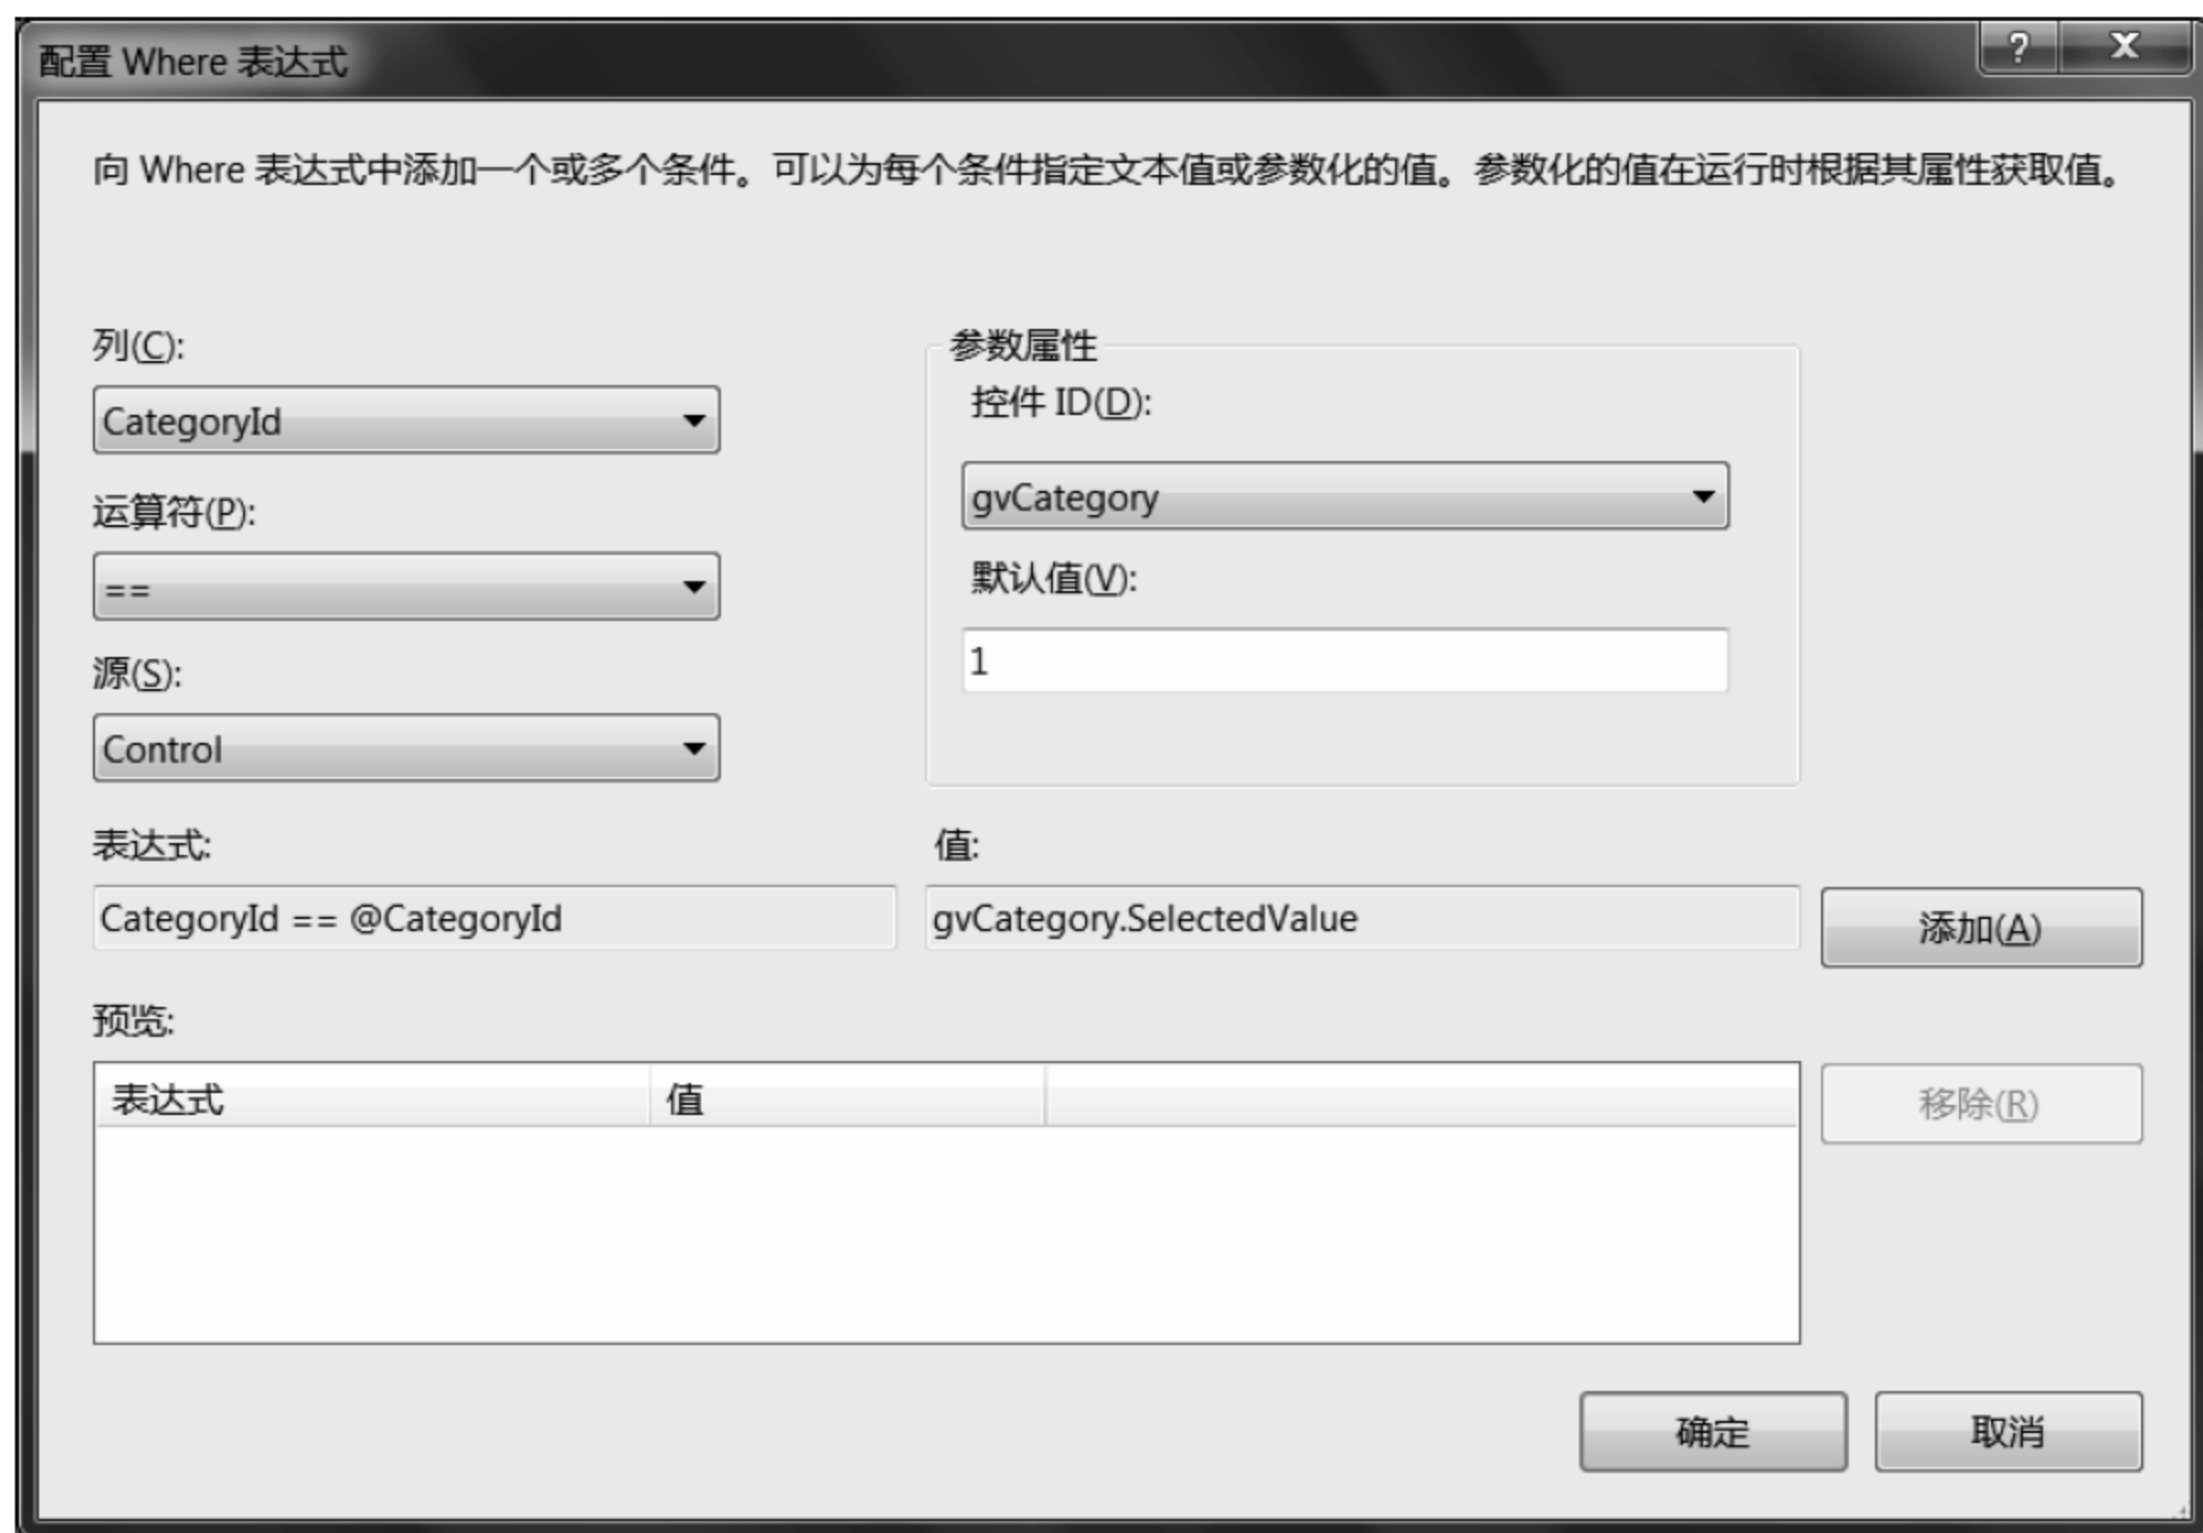 配置 Where 表达式
向 Where 表达式中添加一个或多个条件。可以为每个条件指定文本值或参数化的值。参数化的值在运行时根据其属性获取值。
列(C):
CategoryId
运算符(P):
==
源(S):
Control
参数属性
控件 ID(D):
gvCategory
默认值(V):
1
表达式:
CategoryId == @CategoryId
值:
gvCategory.SelectedValue
添加(A)
预览:
表达式 值
移除(R)
确定 取消